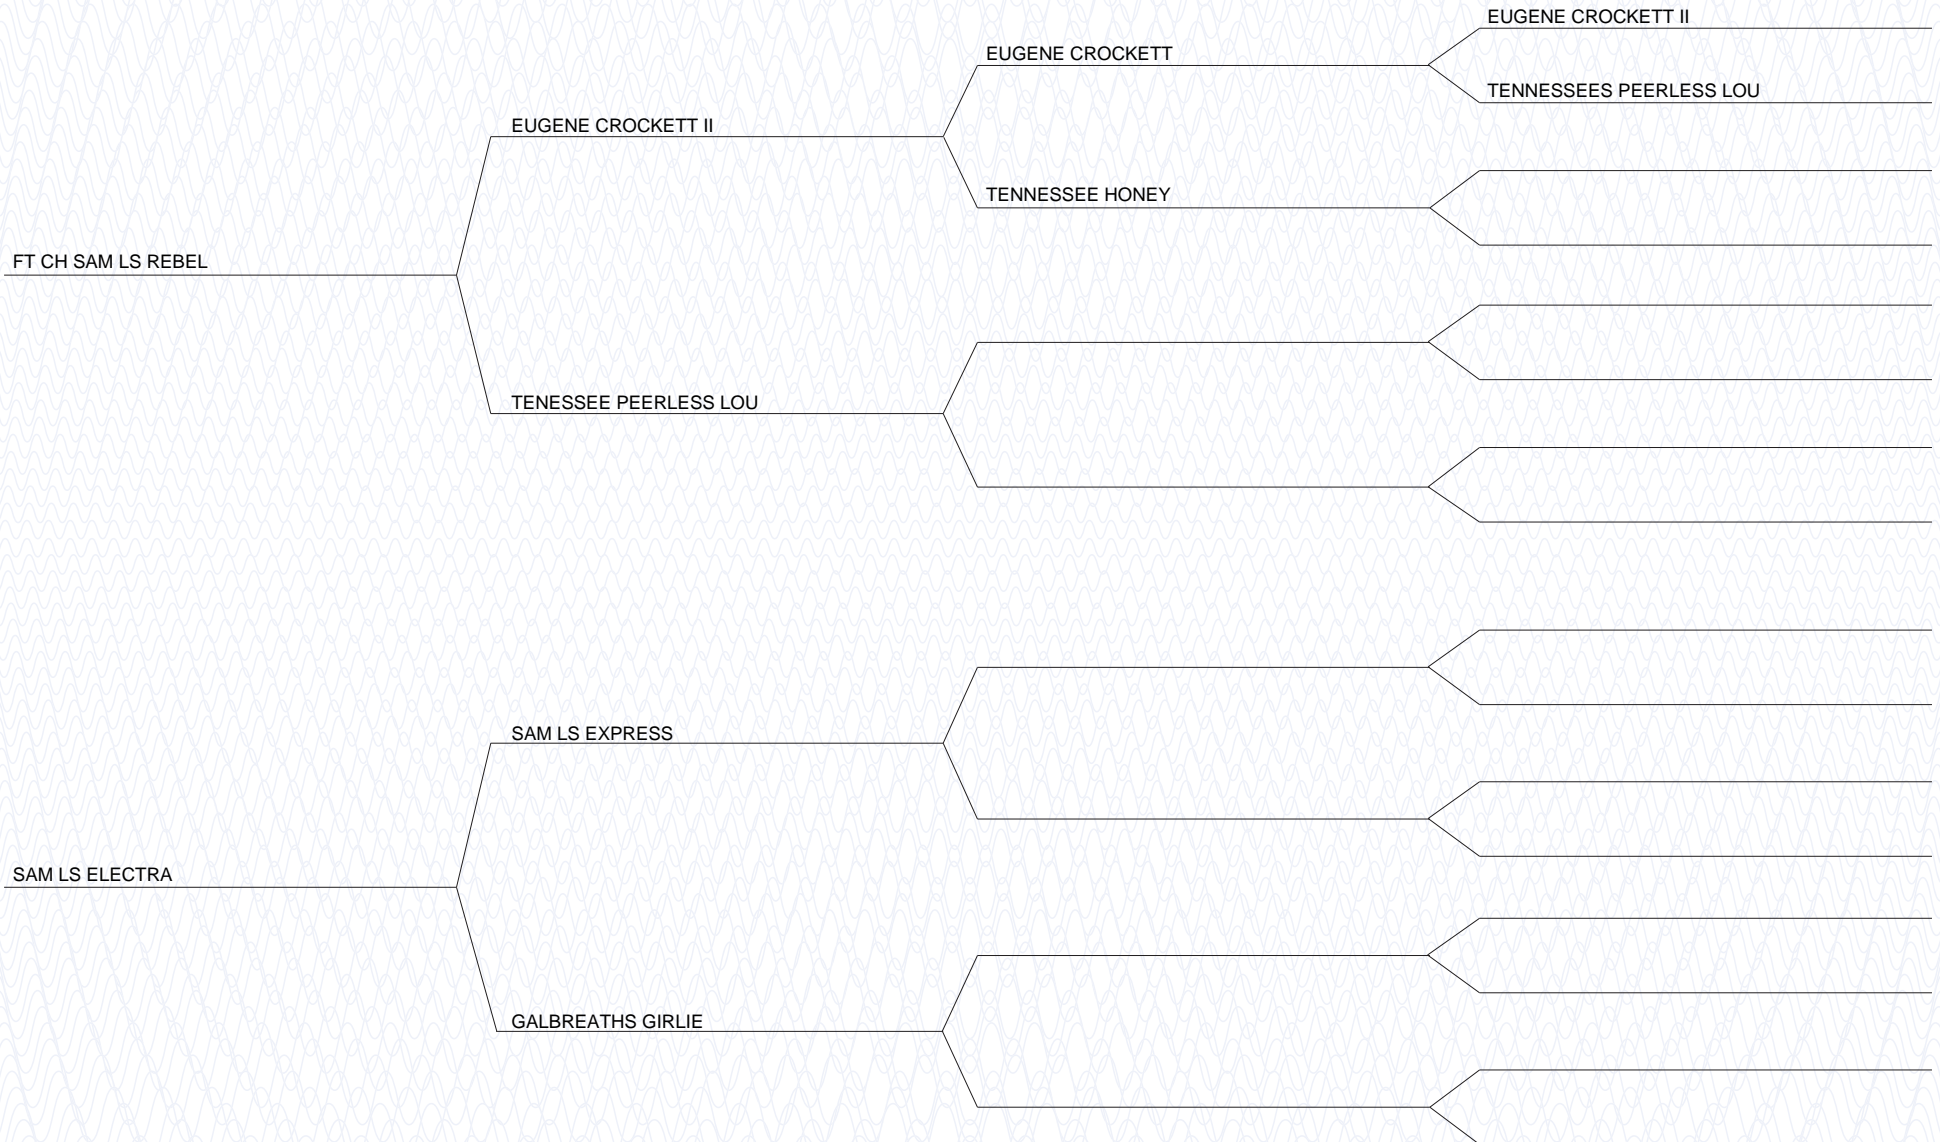 EUGENE CROCKETT II
EUGENE CROCKETT
TENNESSEES PEERLESS LOU
EUGENE CROCKETT II
TENNESSEE HONEY
FT CH SAM LS REBEL
TENESSEE PEERLESS LOU
SAM LS EXPRESS
SAM LS ELECTRA
GALBREATHS GIRLIE